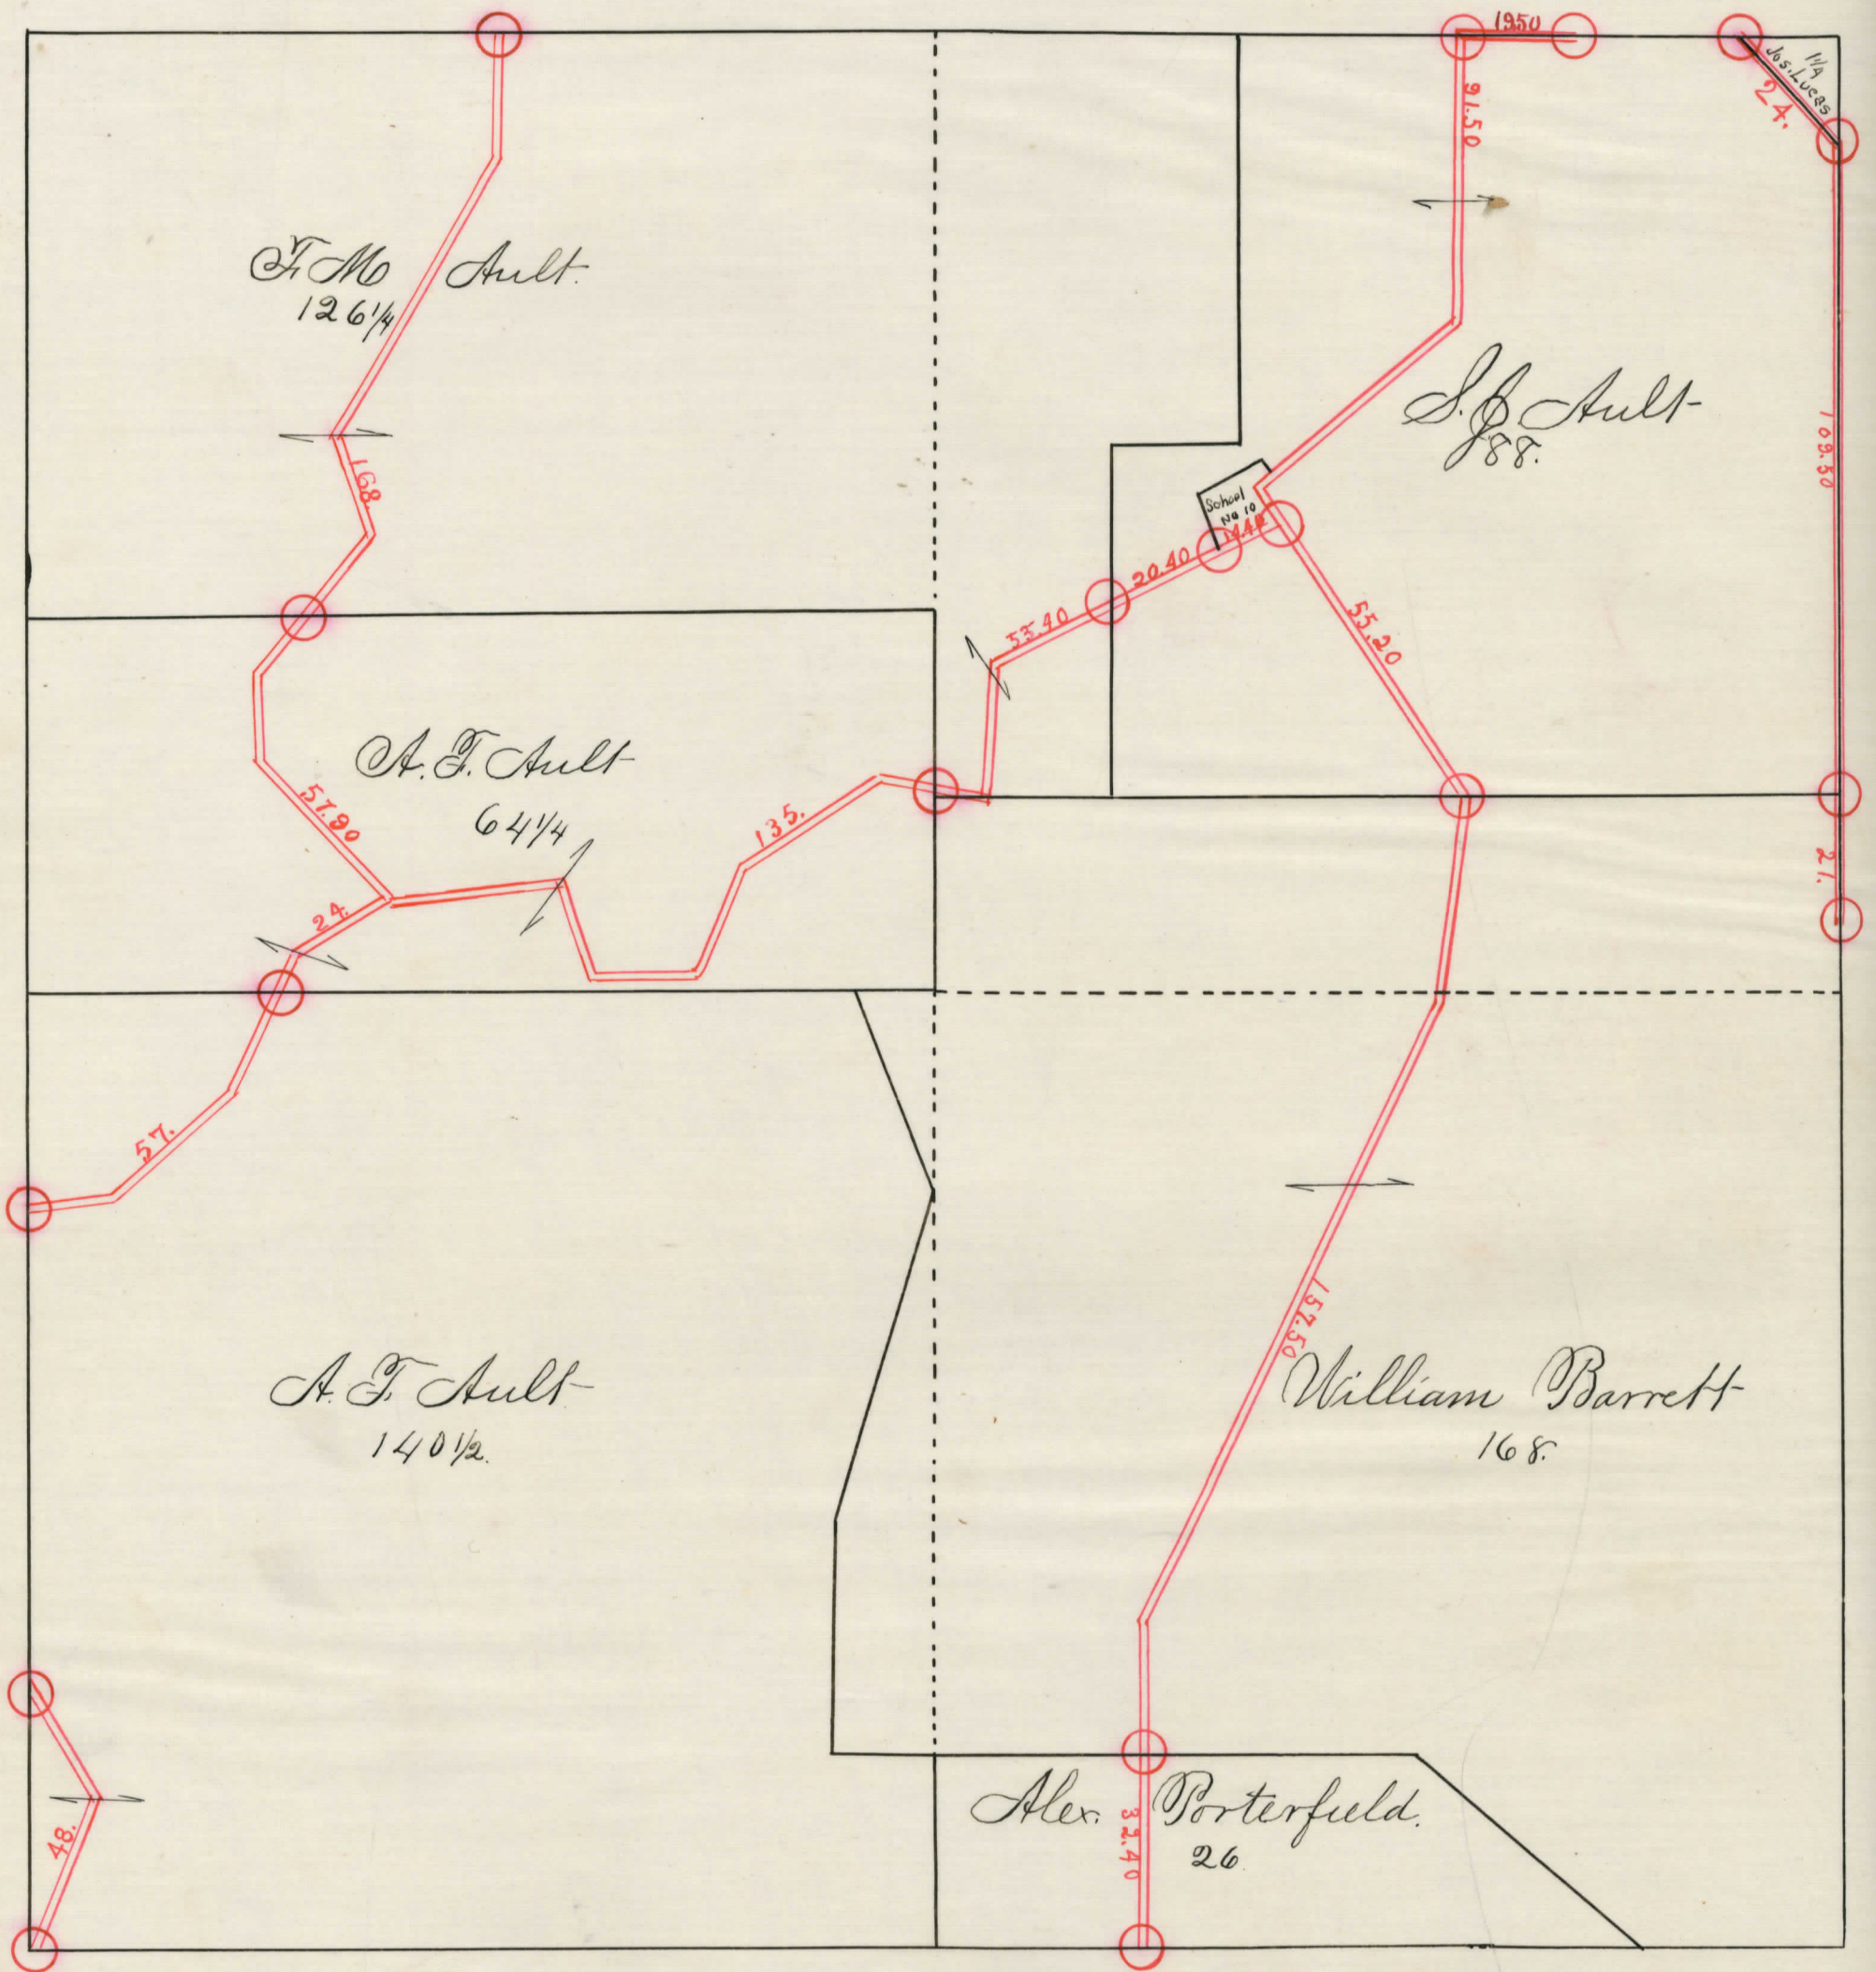 19.50
1/4
Jos. Lucas
24.
91.50
F. M. Ault.
126 1/4
S. J. Ault
88.
168.
109.50
School
No 10
20.40
53.40
55.20
A. F. Ault
64 1/4
57.90
135.
21.
24.
57.
157.50
A. F. Ault
140 1/2.
William Barrett
168.
Alex. Porterfield.
32.40
26
48.